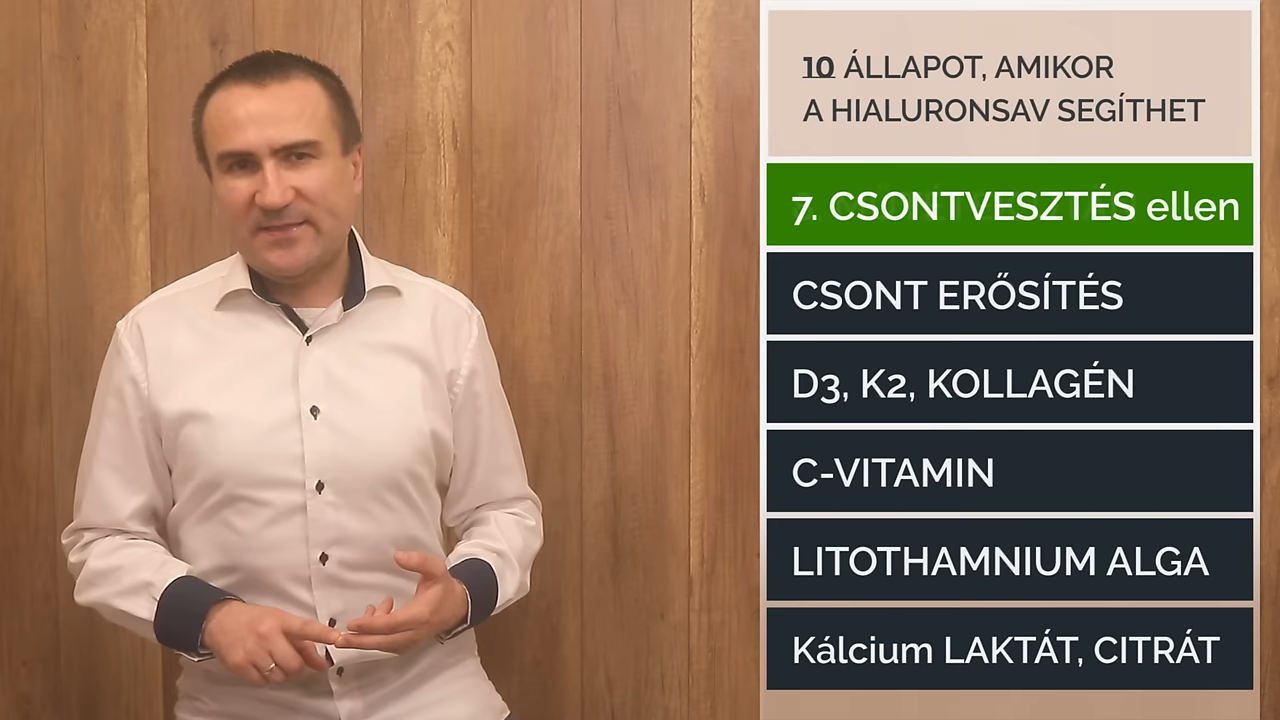 10 ÁLLAPOT, AMIKOR
A HIALURONSAV SEGÍTHET
7. CSONTVESZTÉS ellen
CSONT ERŐSÍTÉS
D3, K2, KOLLAGÉN
C-VITAMIN
LITOTHAMNIUM ALGA
Kálcium LAKTÁT, CITRÁT